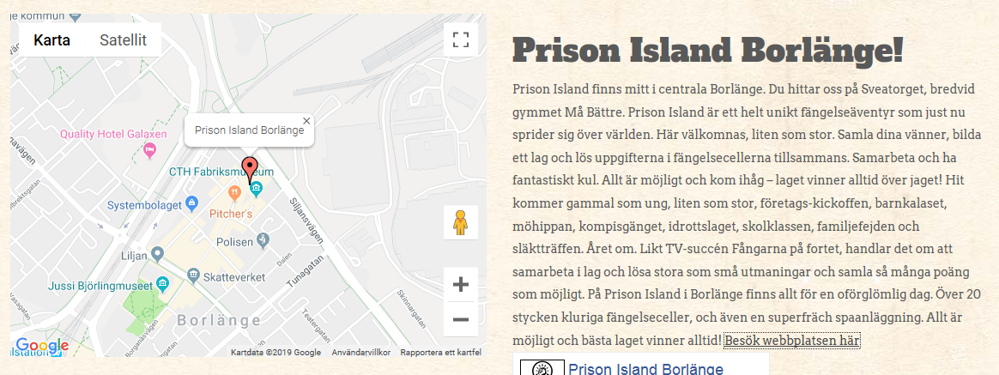 je kommun
Karta
Satellit
Prison Island Borlänge
Quality Hotel Galaxen
CTH Fabriksmuseum
Systembolaget
Pitcher's
Siljansvägen
Polisen
Dalen
Liljan
Skatteverket
Tunagatan
Jussi Björlingmuseet
Vasagatan
Skinnargatan
Borlänge
Teatergatan
Borganäsvägen
Google
Kartdata ©2019 Google
Användarvillkor
Rapportera ett kartfel
Prison Island Borlänge!
Prison Island finns mitt i centrala Borlänge. Du hittar oss på Sveatorget, bredvid
gymmet Må Bättre. Prison Island är ett helt unikt fängelseäventyr som just nu
sprider sig över världen. Här välkomnas, liten som stor. Samla dina vänner, bilda
ett lag och lös uppgifterna i fängelsecellerna tillsammans. Samarbeta och ha
fantastiskt kul. Allt är möjligt och kom ihåg – laget vinner alltid över jaget! Hit
kommer gammal som ung, liten som stor, företags-kickoffen, barnkalaset,
möhippan, kompisgänget, idrottslaget, skolklassen, familjefejden och
släktträffen. Året om. Likt TV-succén Fångarna på fortet, handlar det om att
samarbeta i lag och lösa stora som små utmaningar och samla så många poäng
som möjligt. På Prison Island i Borlänge finns allt för en oförglömlig dag. Över 20
stycken kluriga fängelseceller, och även en superfräch spaanläggning. Allt är
möjligt och bästa laget vinner alltid! Besök webbplatsen här
Prison Island Borlänge